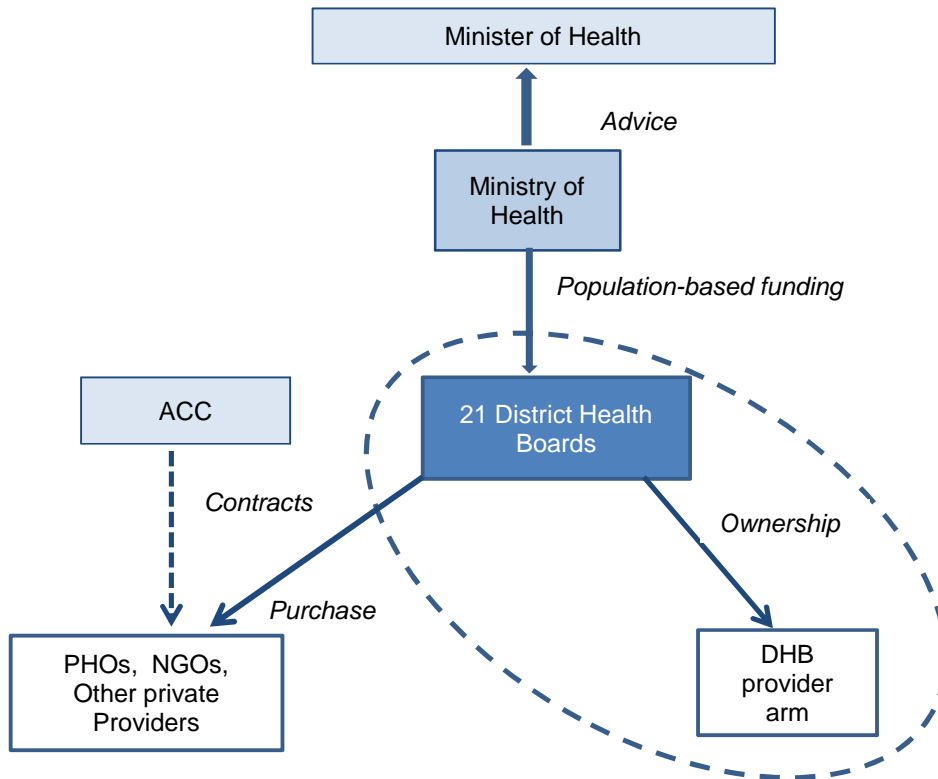 Minister of Health
Advice
Ministry of
Health
Population-based funding
ACC
21 District Health
Boards
Contracts
Ownership
Purchase
PHOs, NGOs,
Other private
Providers
DHB
provider
arm